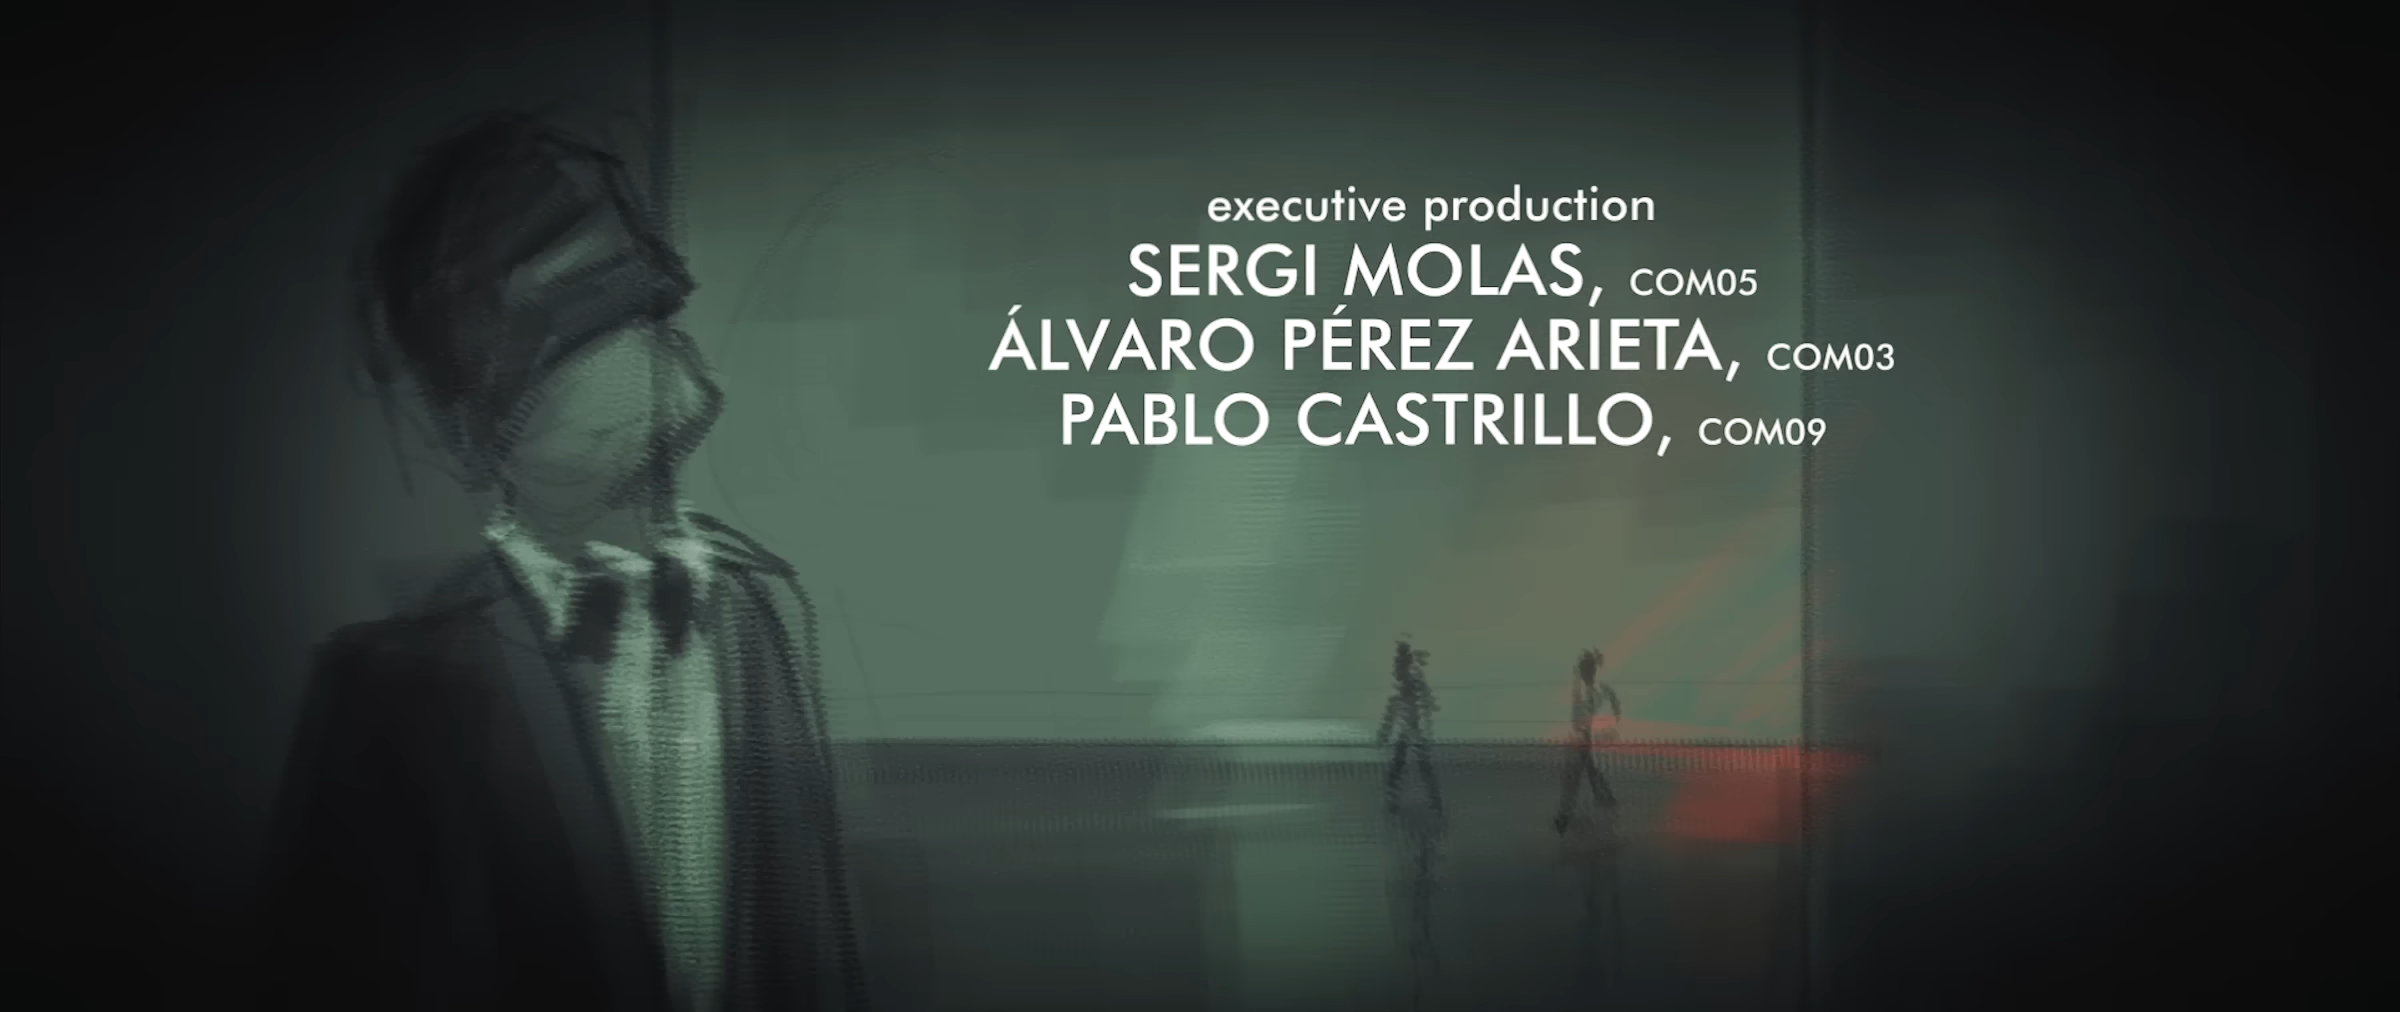 executive production
SERGI MOLAS, COM05
ÁLVARO PÉREZ ARIETA, COM03
PABLO CASTRILLO, COM09